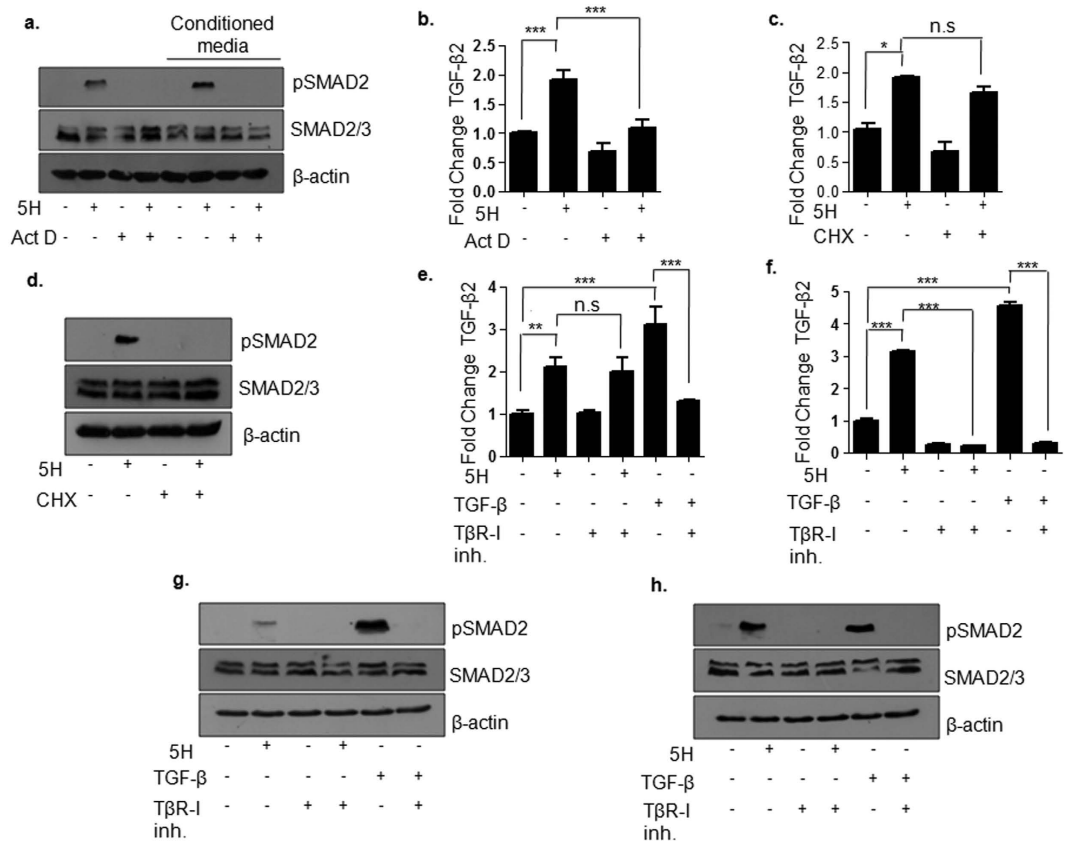 a.
Conditioned
media
pSMAD2
SMAD2/3
β-actin
5H - + - + - + - +
Act D - - + + - - + +
b.
Fold Change TGF-β2
2.5
2.0
1.5
1.0
0.5
0.0
***
***
5H - + - +
Act D - - + +
c.
Fold Change TGF-β2
2.5
2.0
1.5
1.0
0.5
0.0
*
n.s
5H - + - +
CHX - - + +
d.
pSMAD2
SMAD2/3
β-actin
5H - + - +
CHX - - + +
e.
Fold Change TGF-β2
4
3
2
1
0
***
***
n.s
**
5H - + - + - -
TGF-β - - - - + +
TβR-I - - + + - +
inh.
f.
Fold Change TGF-β2
5
4
3
2
1
0
***
***
***
***
5H - + - + - -
TGF-β - - - - + +
TβR-I - - + + - +
inh.
g.
pSMAD2
SMAD2/3
β-actin
5H - + - + - -
TGF-β - - - - + +
TβR-I - - + + - +
inh.
h.
pSMAD2
SMAD2/3
β-actin
5H - + - + - -
TGF-β - - - - + +
TβR-I - - + + - +
inh.